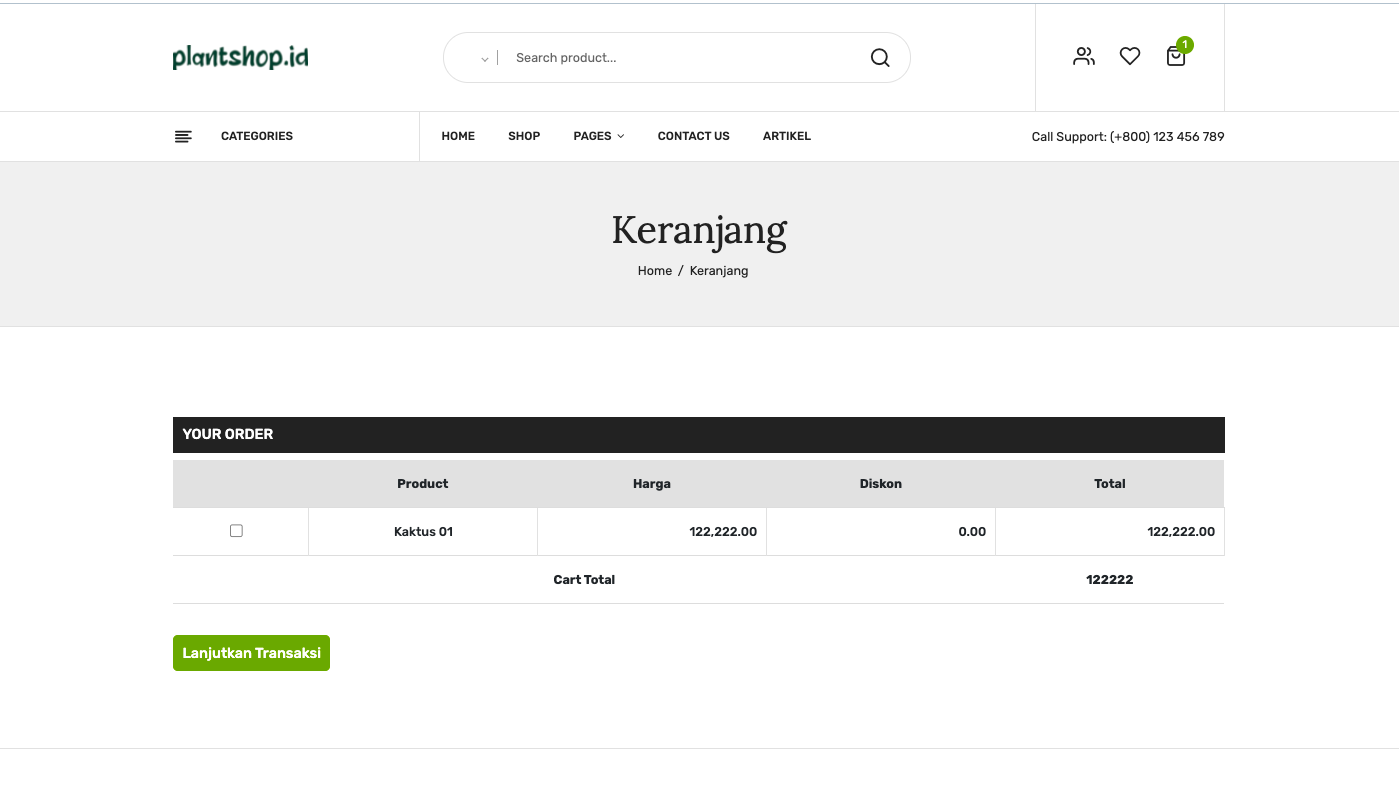 plantshop.id
Search product...
1
CATEGORIES
HOME SHOP PAGES CONTACT US ARTIKEL
Call Support: (+800) 123 456 789
Keranjang
Home / Keranjang
YOUR ORDER
Product Harga Diskon Total
Kaktus 01 122,222.00 0.00 122,222.00
Cart Total 122222
Lanjutkan Transaksi